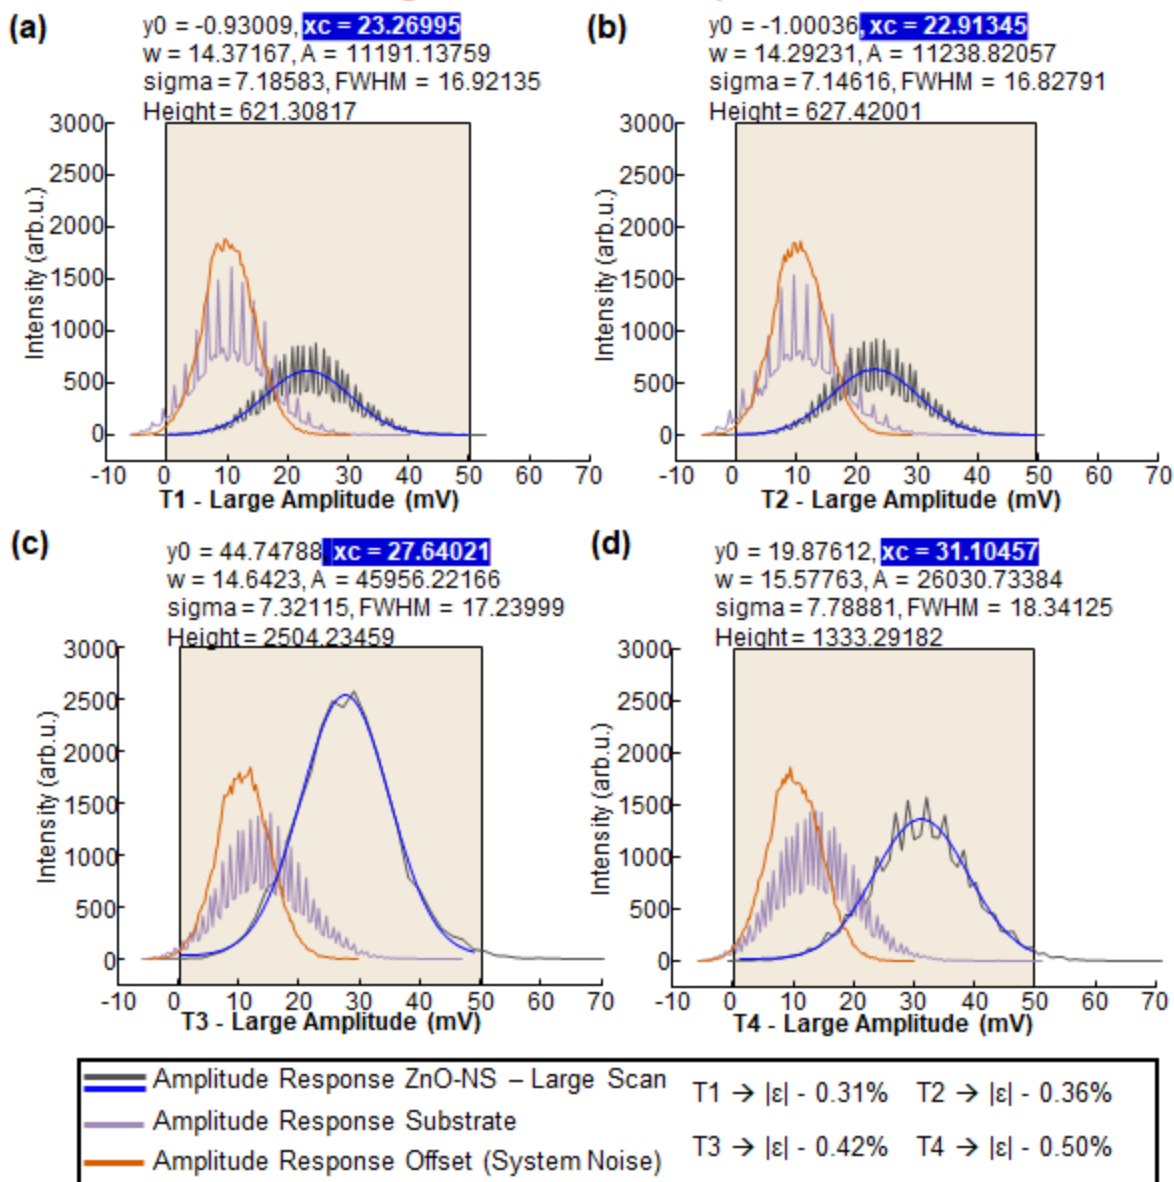 (a)
y0 = -0.93009, xc = 23.26995
w = 14.37167, A = 11191.13759
sigma = 7.18583, FWHM = 16.92135
Height = 621.30817
3000
2500
2000
1500
1000
500
0
Intensity (arb.u.)
-10 0 10 20 30 40 50 60 70
T1 - Large Amplitude (mV)
(b)
y0 = -1.00036, xc = 22.91345
w = 14.29231, A = 11238.82057
sigma = 7.14616, FWHM = 16.82791
Height = 627.42001
3000
2500
2000
1500
1000
500
0
Intensity (arb.u.)
-10 0 10 20 30 40 50 60 70
T2 - Large Amplitude (mV)
(c)
y0 = 44.74788, xc = 27.64021
w = 14.6423, A = 45956.22166
sigma = 7.32115, FWHM = 17.23999
Height = 2504.23459
3000
2500
2000
1500
1000
500
0
Intensity (arb.u.)
-10 0 10 20 30 40 50 60 70
T3 - Large Amplitude (mV)
(d)
y0 = 19.87612, xc = 31.10457
w = 15.57763, A = 26030.73384
sigma = 7.78881, FWHM = 18.34125
Height = 1333.29182
3000
2500
2000
1500
1000
500
0
Intensity (arb.u.)
-10 0 10 20 30 40 50 60 70
T4 - Large Amplitude (mV)
Amplitude Response ZnO-NS – Large Scan
Amplitude Response Substrate
Amplitude Response Offset (System Noise)
T1 → |ε| - 0.31% T2 → |ε| - 0.36%
T3 → |ε| - 0.42% T4 → |ε| - 0.50%